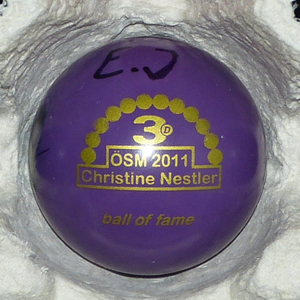 E.J
3D
ÖSM 2011
Christine Nestler
ball of fame